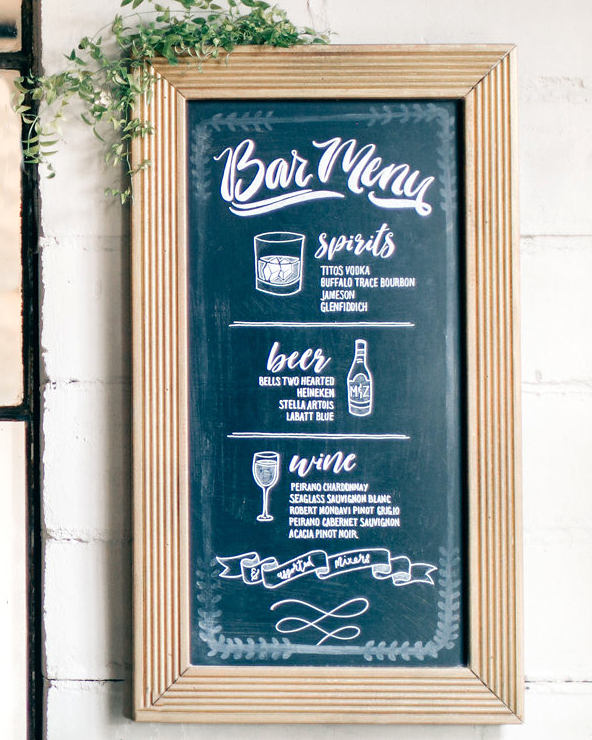 Bar Menu
spirits
TITOS VODKA
BUFFALO TRACE BOURBON
JAMESON
GLENFIDDICH
beer
BELLS TWO HEARTED
HEINEKEN
STELLA ARTOIS
LABATT BLUE
M&Z
wine
PEIRANO CHARDONNAY
SEAGLASS SAUVIGNON BLANC
ROBERT MONDAVI PINOT GRIGIO
PEIRANO CABERNET SAUVIGNON
ACACIA PINOT NOIR
& assorted mixers